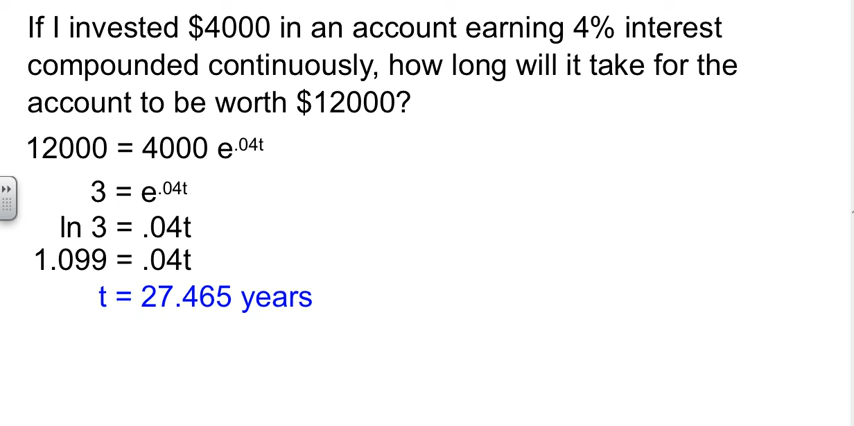 If I invested $4000 in an account earning 4% interest
compounded continuously, how long will it take for the
account to be worth $12000?
12000 = 4000 e.04t
3 = e.04t
ln 3 = .04t
1.099 = .04t
t = 27.465 years